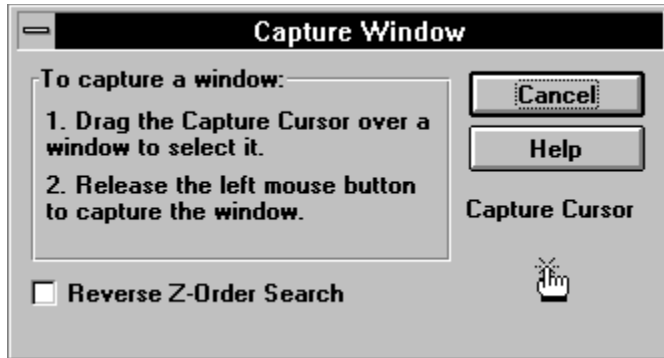 Capture Window
To capture a window:
1. Drag the Capture Cursor over a
window to select it.
2. Release the left mouse button
to capture the window.
Cancel
Help
Capture Cursor
Reverse Z-Order Search